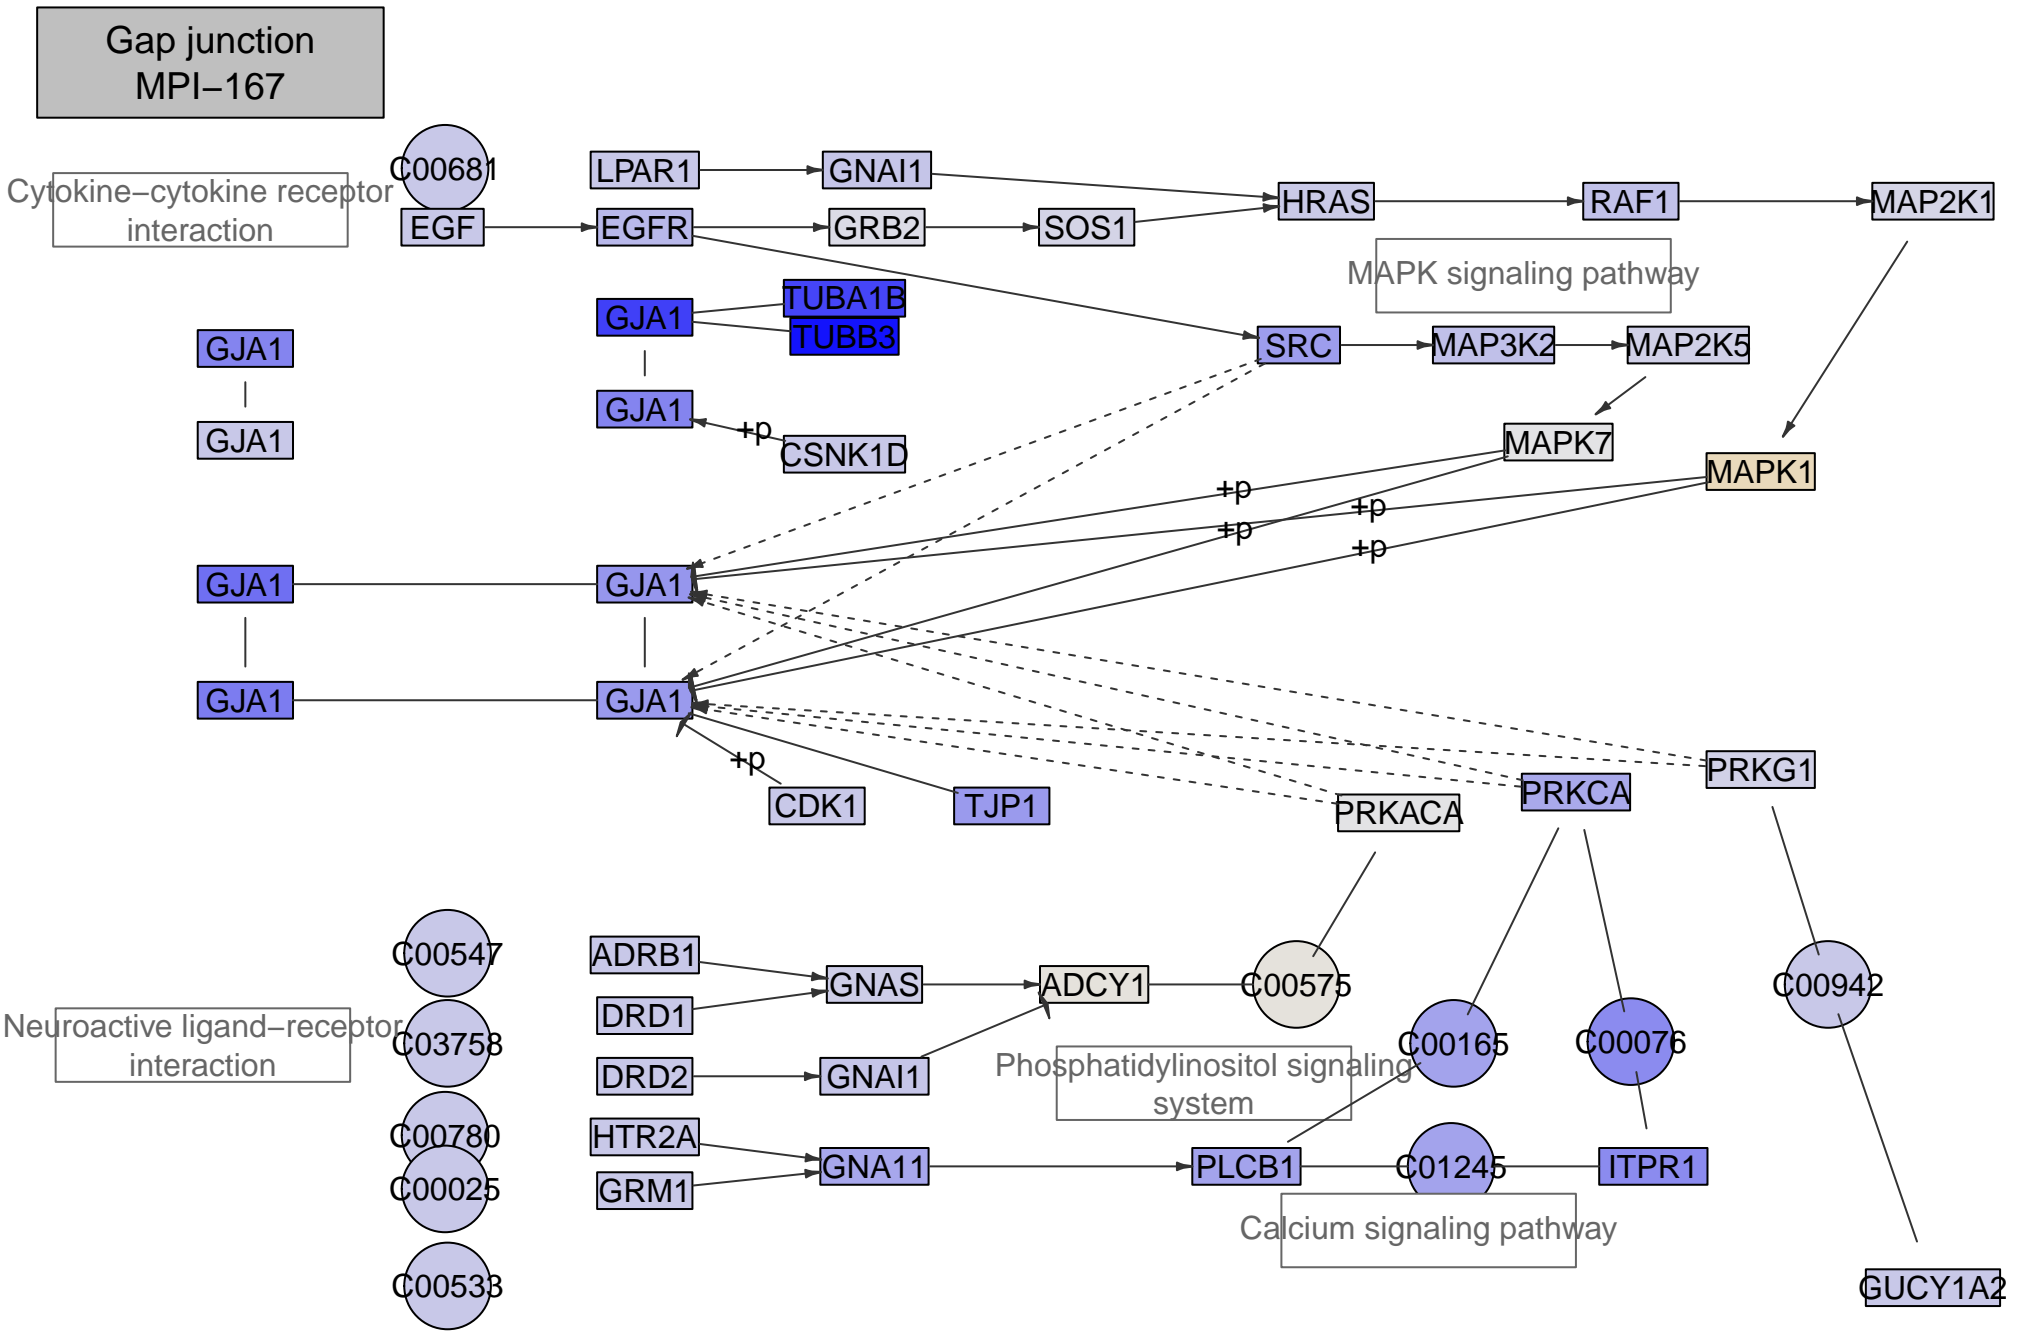 Gap junction
MPI−167
C00681
LPAR1
GNAI1
Cytokine−cytokine receptor
interaction
HRAS
RAF1
MAP2K1
EGF
EGFR
GRB2
SOS1
MAPK signaling pathway
TUBA1B
GJA1
TUBB3
GJA1
SRC
MAP3K2
MAP2K5
GJA1
+p
GJA1
CSNK1D
MAPK7
MAPK1
+p
+p
+p
+p
GJA1
GJA1
GJA1
GJA1
+p
CDK1
TJP1
PRKACA
PRKCA
PRKG1
C00547
ADRB1
GNAS
ADCY1
C00575
C00942
DRD1
Neuroactive ligand−receptor
interaction
C03758
C00165
C00076
DRD2
GNAI1
Phosphatidylinositol signaling
system
C00780
HTR2A
GNA11
PLCB1
C01245
ITPR1
C00025
GRM1
Calcium signaling pathway
C00533
GUCY1A2